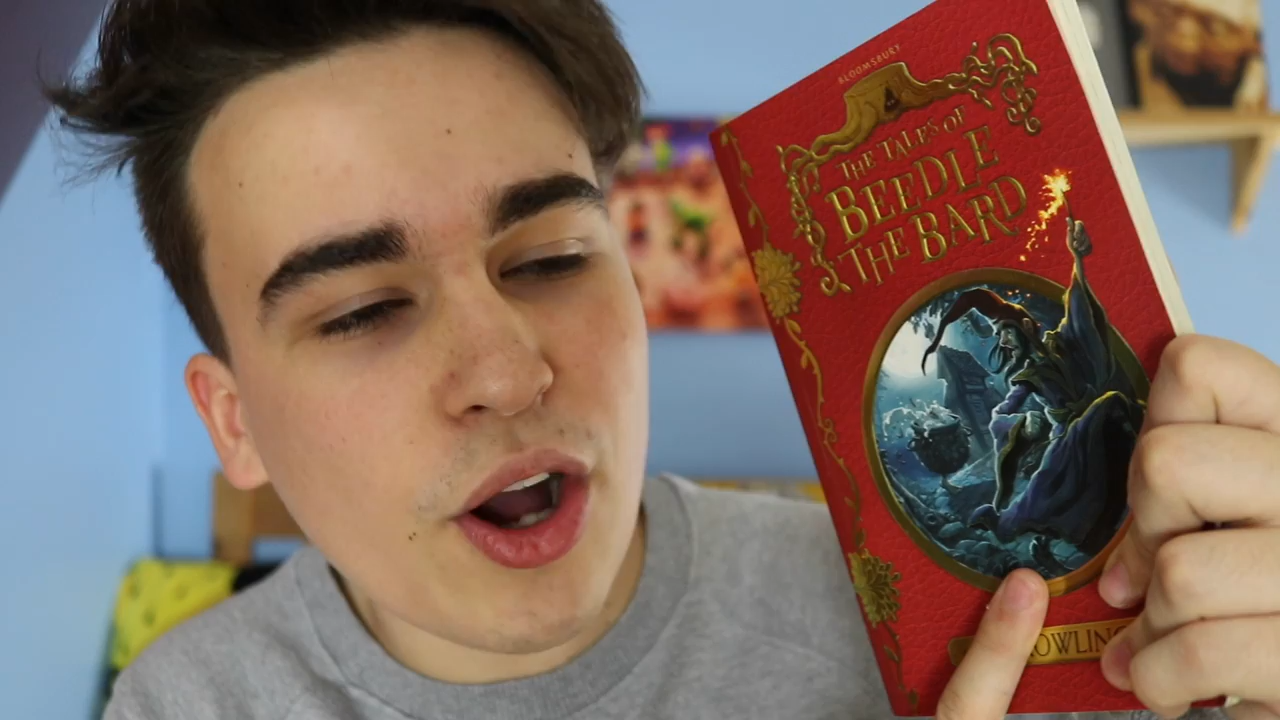 BLOOMSBURY
THE TALES OF
BEEDLE
THE BARD
ROWLING